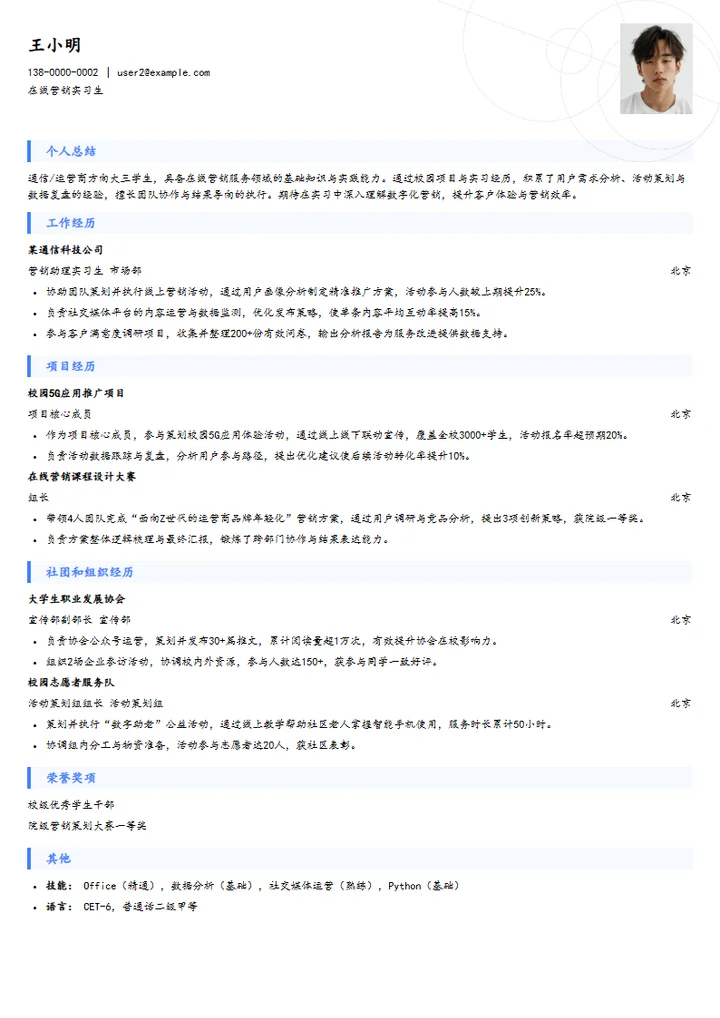 王小明
138-0000-0002 | user2@example.com
在线营销实习生
个人总结
通信/运营商方向大三学生，具备在线营销服务领域的基础知识与实践能力。通过校园项目与实习经历，积累了用户需求分析、活动策划与
数据复盘的经验，擅长团队协作与结果导向的执行。期待在实习中深入理解数字化营销，提升客户体验与营销效率。
工作经历
某通信科技公司
营销助理实习生 市场部 北京
• 协助团队策划并执行线上营销活动，通过用户画像分析制定精准推广方案，活动参与人数较上期提升25%。
• 负责社交媒体平台的内容运营与数据监测，优化发布策略，使单条内容平均互动率提高15%。
• 参与客户满意度调研项目，收集并整理200+份有效问卷，输出分析报告为服务改进提供数据支持。
项目经历
校园5G应用推广项目
项目核心成员 北京
• 作为项目核心成员，参与策划校园5G应用体验活动，通过线上线下联动宣传，覆盖全校3000+学生，活动报名率超预期20%。
• 负责活动数据跟踪与复盘，分析用户参与路径，提出优化建议使后续活动转化率提升10%。
在线营销课程设计大赛
组长 北京
• 带领4人团队完成“面向Z世代的运营商品牌年轻化”营销方案，通过用户调研与竞品分析，提出3项创新策略，获院级一等奖。
• 负责方案整体逻辑梳理与最终汇报，锻炼了跨部门协作与结果表达能力。
社团和组织经历
大学生职业发展协会
宣传部副部长 宣传部 北京
• 负责协会公众号运营，策划并发布30+篇推文，累计阅读量超1万次，有效提升协会在校影响力。
• 组织2场企业参访活动，协调校内外资源，参与人数达150+，获参与同学一致好评。
校园志愿者服务队
活动策划组组长 活动策划组 北京
• 策划并执行“数字助老”公益活动，通过线上教学帮助社区老人掌握智能手机使用，服务时长累计50小时。
• 协调组内分工与物资准备，活动参与志愿者达20人，获社区表彰。
荣誉奖项
校级优秀学生干部
院级营销策划大赛一等奖
其他
• 技能： Office（精通）, 数据分析（基础）, 社交媒体运营（熟练）, Python（基础）
• 语言： CET-6, 普通话二级甲等